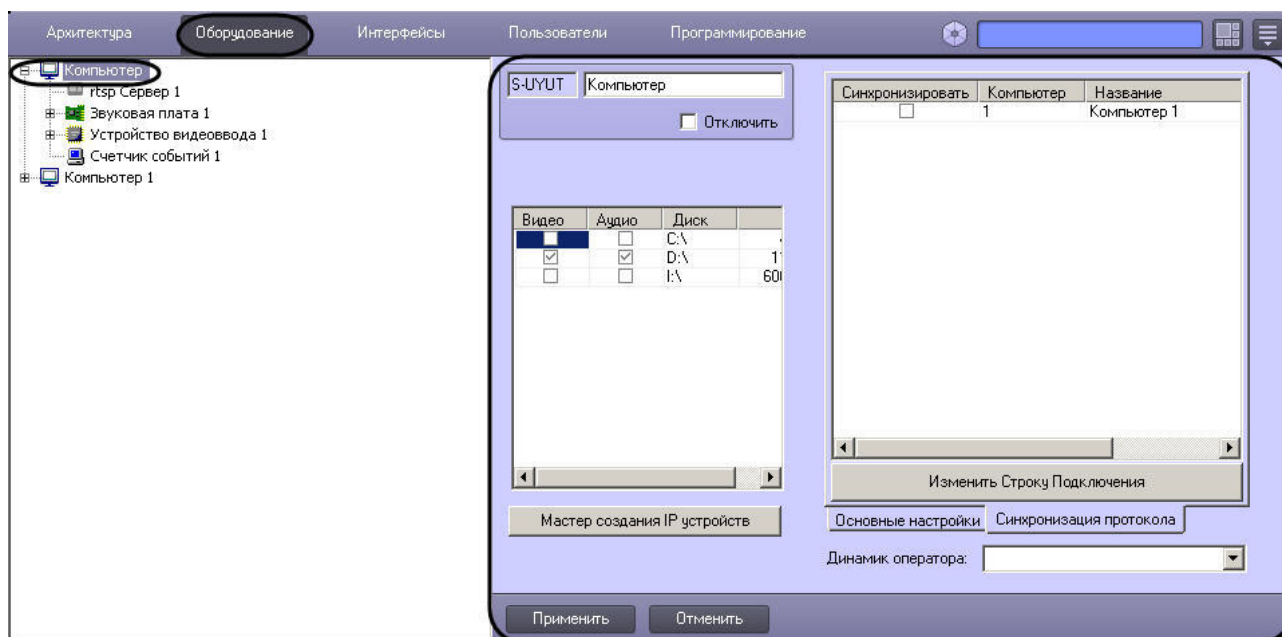 Архитектура Оборудование Интерфейсы Пользователи Программирование
Компьютер
rtsp Сервер 1
Звуковая плата 1
Устройство видеоввода 1
Счетчик событий 1
Компьютер 1
S-UYUT Компьютер
Отключить
Видео Аудио Диск
C:\
D:\ 11
I:\ 600
Мастер создания IP устройств
Синхронизировать Компьютер Название
1 Компьютер 1
Изменить Строку Подключения
Основные настройки Синхронизация протокола
Динамик оператора:
Применить Отменить